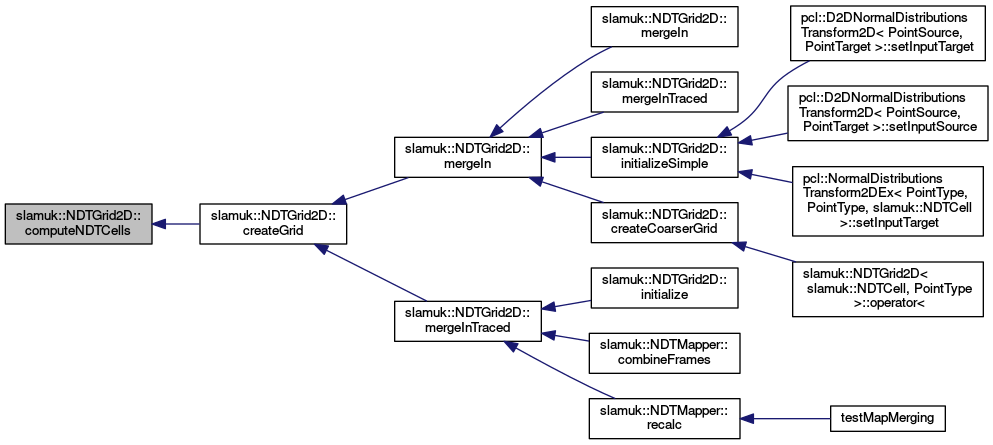 slamuk::NDTGrid2D::
computeNDTCells
slamuk::NDTGrid2D::
createGrid
slamuk::NDTGrid2D::
mergeIn
slamuk::NDTGrid2D::
mergeIn
slamuk::NDTGrid2D::
mergeInTraced
slamuk::NDTGrid2D::
initializeSimple
pcl::D2DNormalDistributions
Transform2D< PointSource,
PointTarget >::setInputTarget
pcl::D2DNormalDistributions
Transform2D< PointSource,
PointTarget >::setInputSource
pcl::NormalDistributions
Transform2DEx< PointType,
PointType, slamuk::NDTCell
>::setInputTarget
slamuk::NDTGrid2D::
createCoarserGrid
slamuk::NDTGrid2D<
slamuk::NDTCell, PointType
>::operator<
slamuk::NDTGrid2D::
mergeInTraced
slamuk::NDTGrid2D::
initialize
slamuk::NDTMapper::
combineFrames
slamuk::NDTMapper::
recalc
testMapMerging